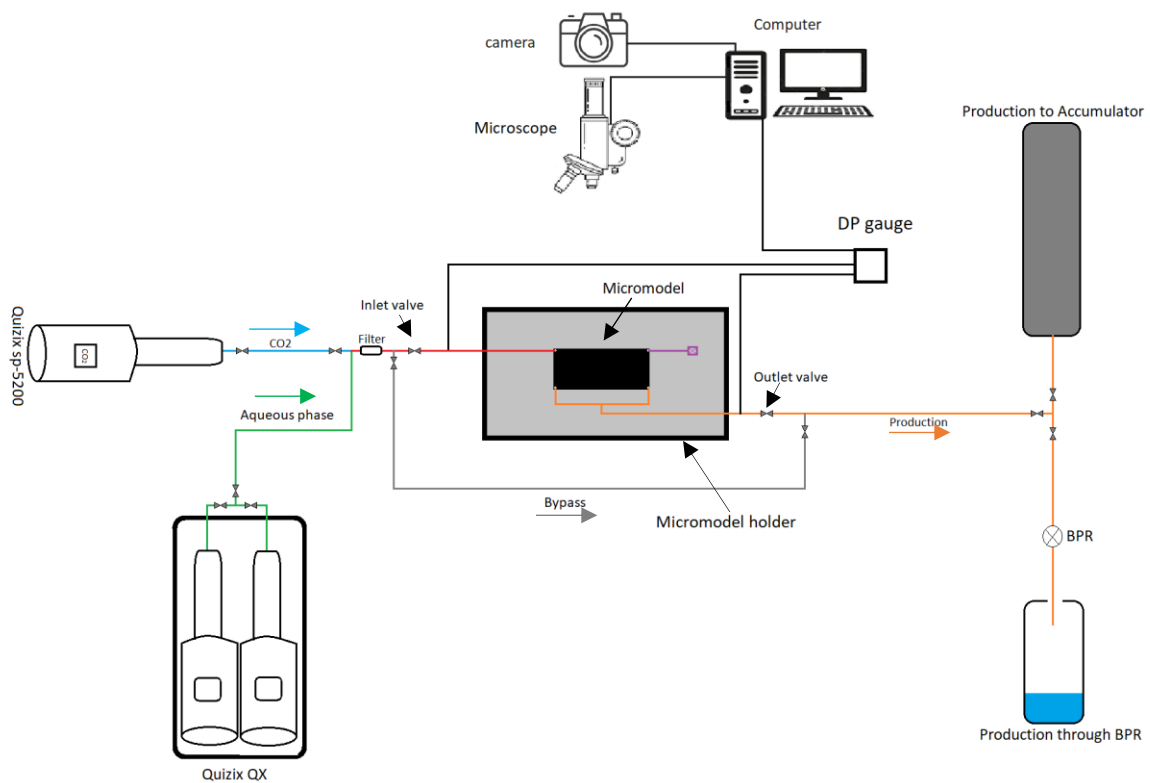 Computer
camera
Production to Accumulator
Microscope
DP gauge
Micromodel
Inlet valve
Quizix sp-5200
CO2
CO2
Filter
Outlet valve
Aqueous phase
Production
Bypass
Micromodel holder
BPR
Production through BPR
Quizix QX